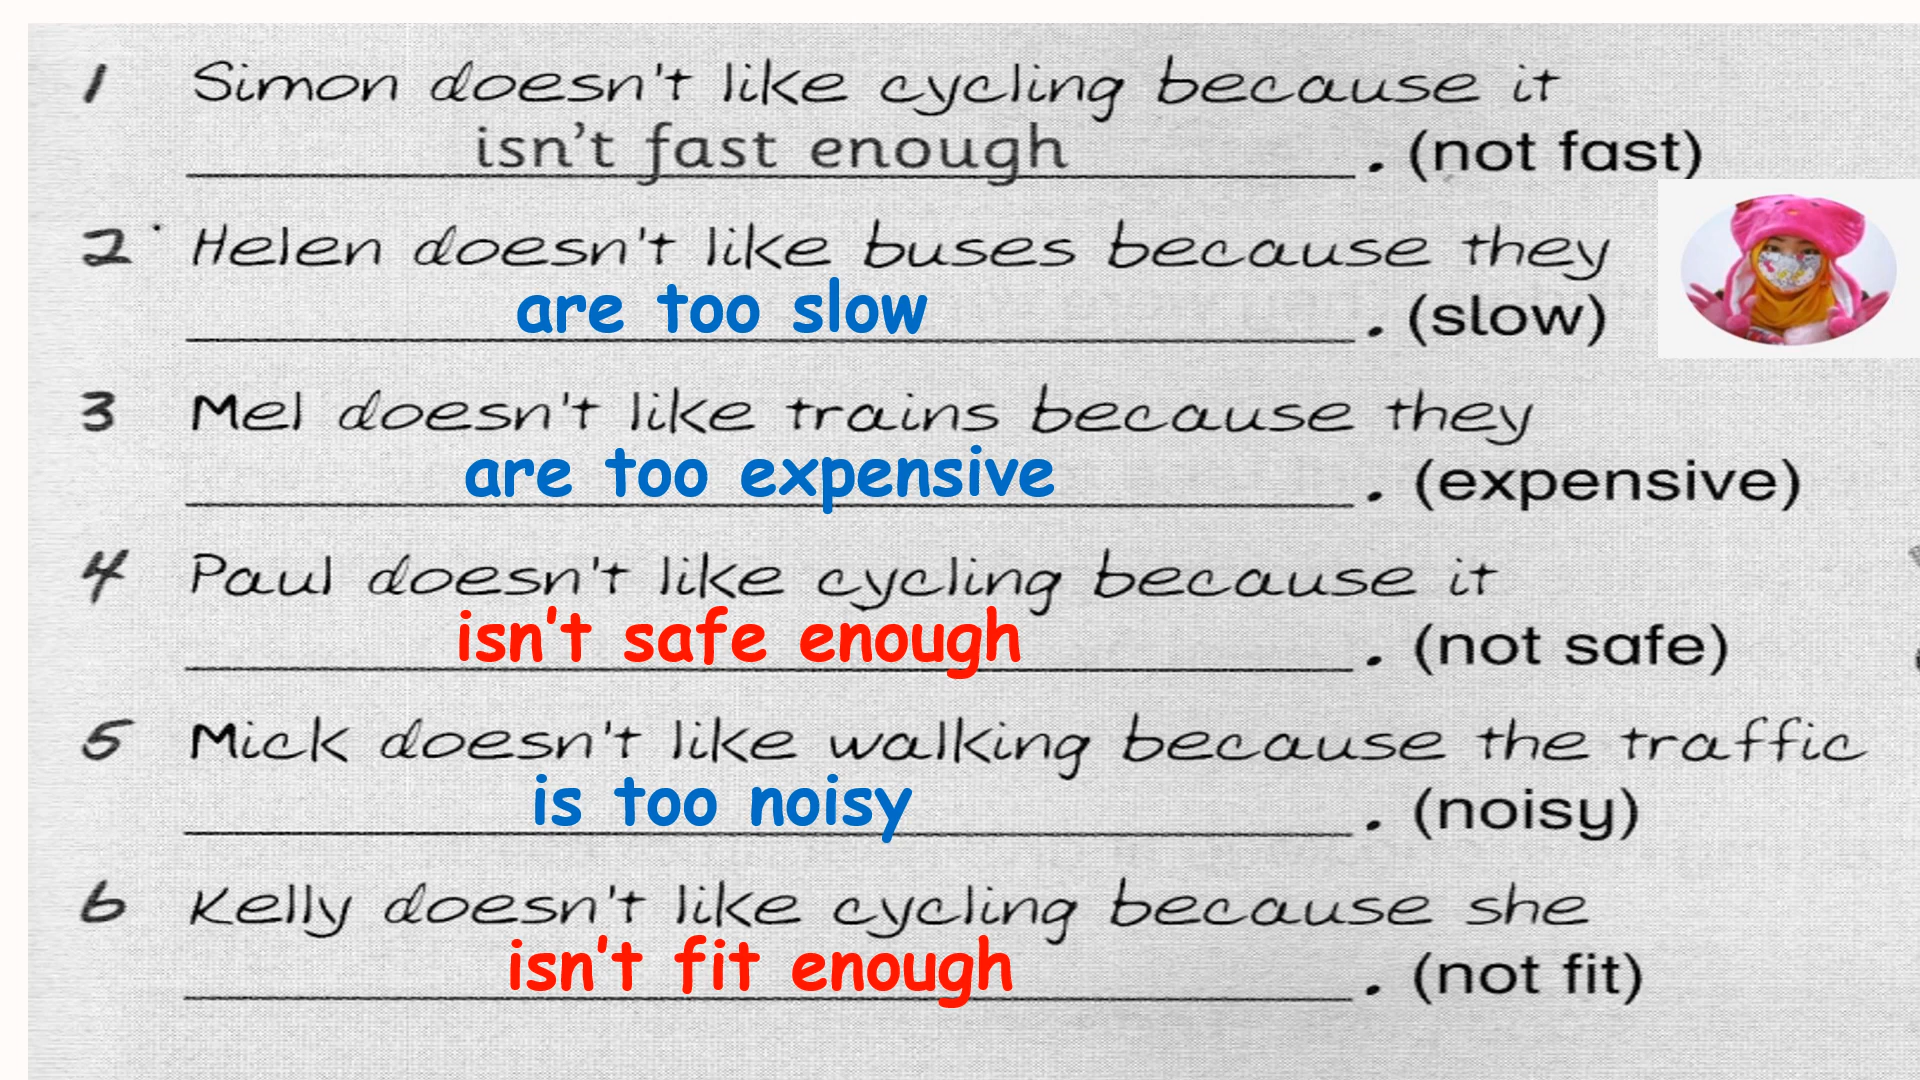 1 Simon doesn't like cycling because it
isn't fast enough. (not fast)
2 Helen doesn't like buses because they
are too slow. (slow)
3 Mel doesn't like trains because they
are too expensive. (expensive)
4 Paul doesn't like cycling because it
isn't safe enough. (not safe)
5 Mick doesn't like walking because the traffic
is too noisy. (noisy)
6 Kelly doesn't like cycling because she
isn't fit enough. (not fit)